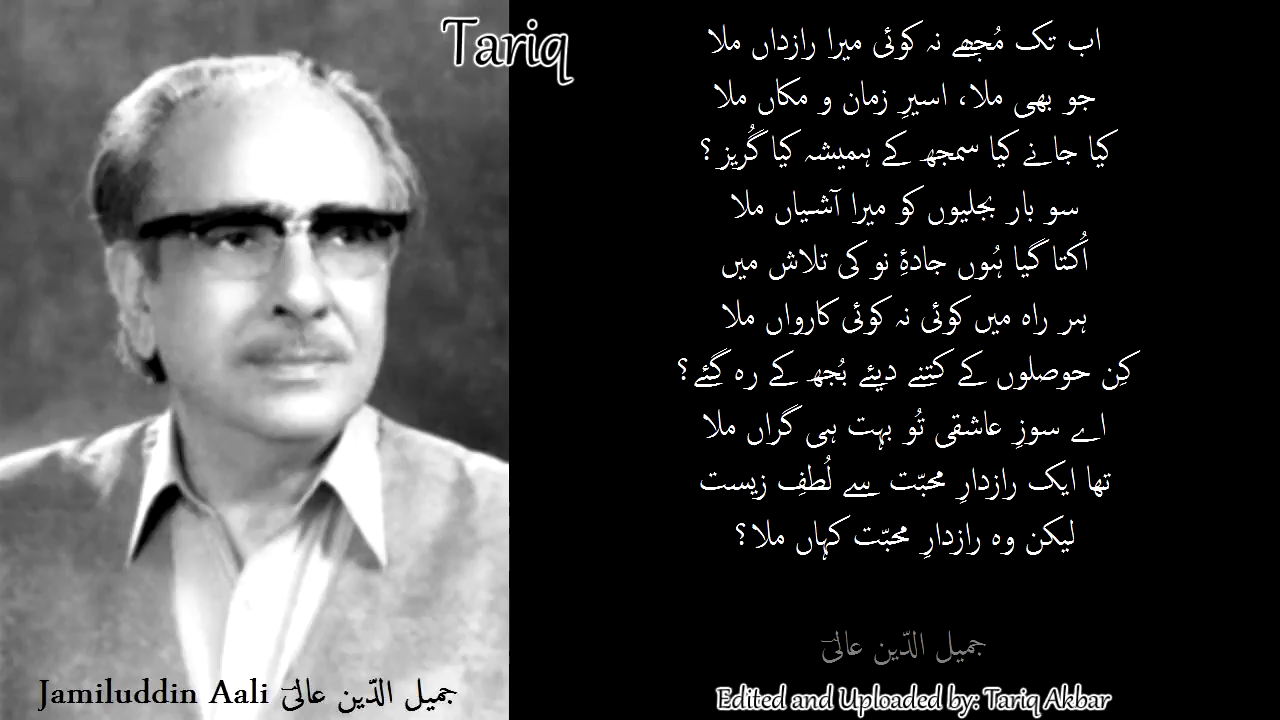 Tariq
اب تک مُجھے نہ کوئی میرا رازداں ملا
جو بھی ملا، اسیرِ زمان و مکاں ملا
کیا جانے کیا سمجھ کے ہمیشہ کیا گُریز؟
سو بار بجلیوں کو میرا آشیاں ملا
اُکتا گیا ہُوں جادۂِ نو کی تلاش میں
ہر راہ میں کوئی نہ کوئی کارواں ملا
کِن حوصلوں کے کتنے دیئے بُجھ کے رہ گئے؟
اے سوزِ عاشقی تُو بہت ہی گراں ملا
تھا ایک رازدارِ محبّت سے لُطفِ زیست
لیکن وہ رازدارِ محبّت کہاں ملا؟
جمیل الدّین عالیؔ
Jamiluddin Aali جمیل الدّین عالیؔ
Edited and Uploaded by: Tariq Akbar